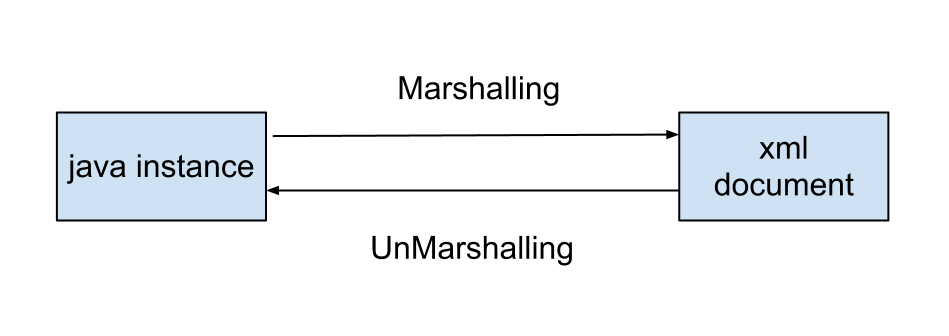 Marshalling
java instance
xml
document
UnMarshalling